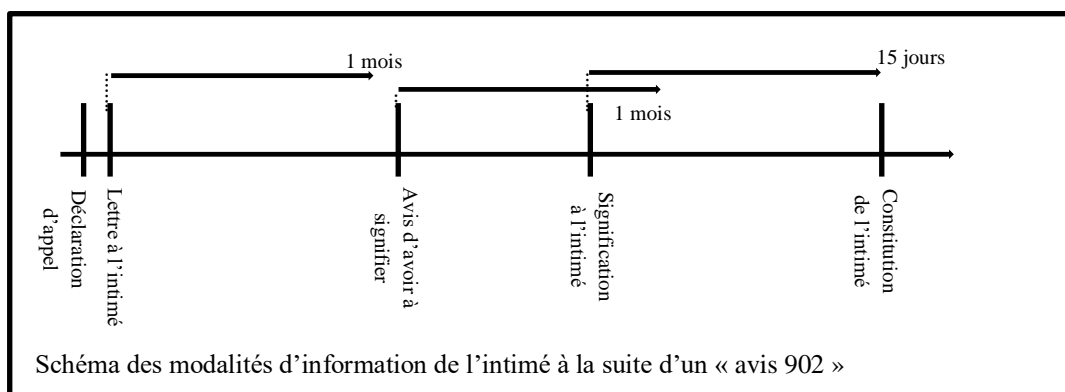 1 mois
15 jours
1 mois
Déclaration
d’appel
Lettre à l’intimé
Avis d’avoir à
signifier
Signification
à l’intimé
Constitution
de l’intimé
Schéma des modalités d’information de l’intimé à la suite d’un « avis 902 »